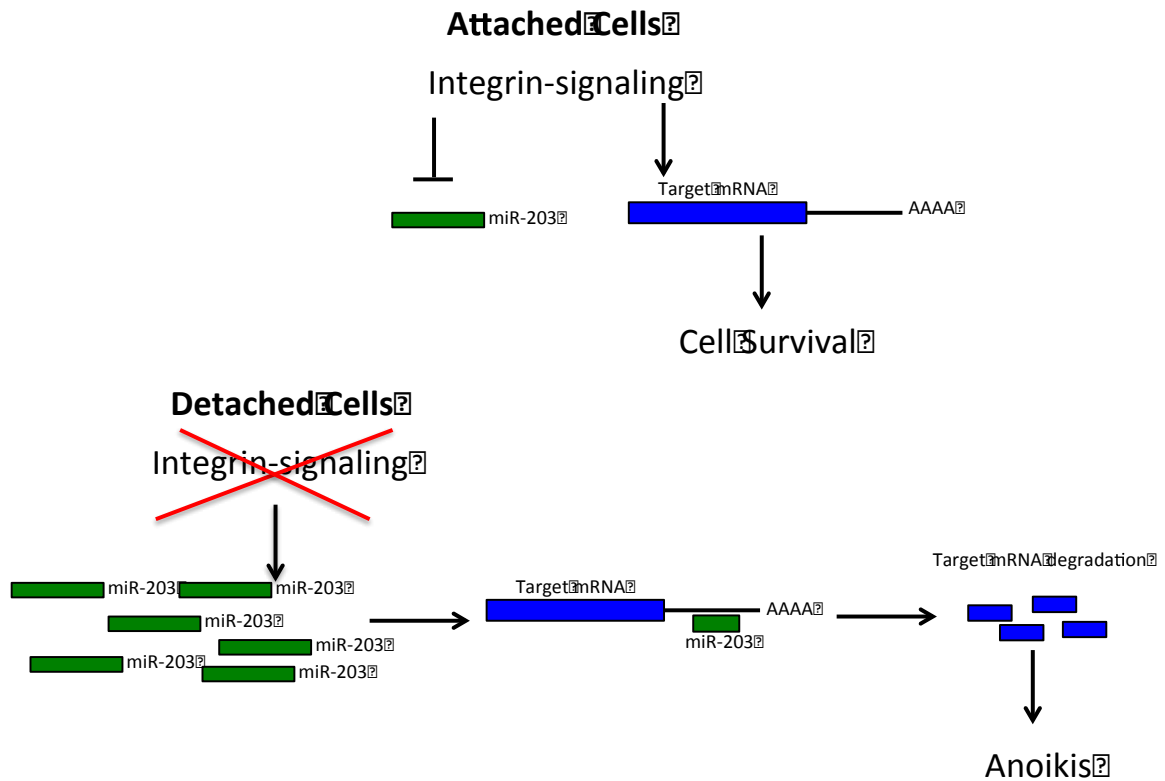 Attached Cells
Integrin-signaling
Target mRNA
AAAA
miR-203
Cell Survival
Detached Cells
Integrin-signaling
miR-203
miR-203
miR-203
miR-203
miR-203
miR-203
Target mRNA
AAAA
miR-203
Target mRNA degradation
Anoikis